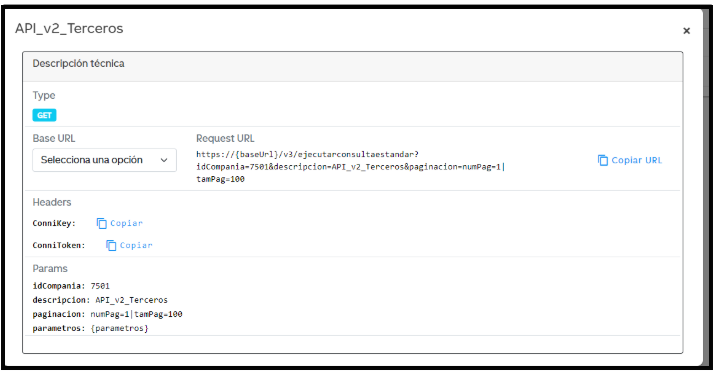 API_v2_Terceros
×
Descripción técnica
Type
GET
Base URL
Selecciona una opción
Request URL
https://{baseUrl}/v3/ejecutarconsultaestandar?
idCompania=7501&descripcion=API_v2_Terceros&paginacion=numPag=1|
tamPag=100
Copiar URL
Headers
ConniKey: Copiar
ConniToken: Copiar
Params
idCompania: 7501
descripcion: API_v2_Terceros
paginacion: numPag=1|tamPag=100
parametros: {parametros}